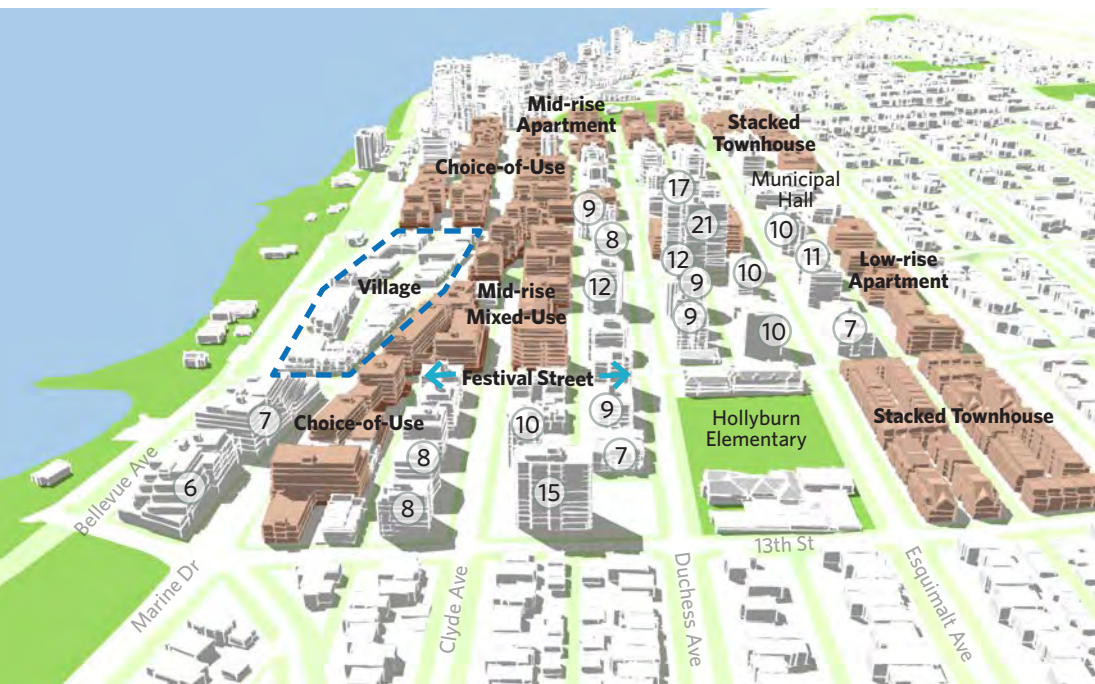 Mid-rise
Apartment
Stacked
Townhouse
Choice-of-Use
Municipal
Hall
17
9
21
10
8
11
12
Low-rise
Apartment
10
9
Village
Mid-rise
Mixed-Use
12
9
10
7
Festival Street
7
Choice-of-Use
10
9
Hollyburn
Elementary
Stacked Townhouse
8
7
6
15
8
Bellevue Ave
Marine Dr
Clyde Ave
Duchess Ave
13th St
Esquimalt Ave